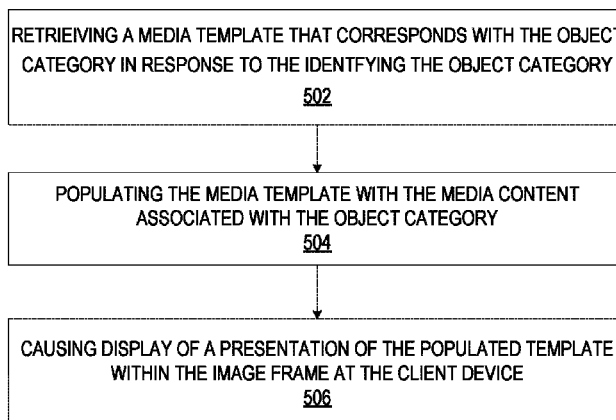 RETRIEVING A MEDIA TEMPLATE THAT CORRESPONDS WITH THE OBJECT
CATEGORY IN RESPONSE TO THE IDENTFYING THE OBJECT CATEGORY
502
POPULATING THE MEDIA TEMPLATE WITH THE MEDIA CONTENT
ASSOCIATED WITH THE OBJECT CATEGORY
504
CAUSING DISPLAY OF A PRESENTATION OF THE POPULATED TEMPLATE
WITHIN THE IMAGE FRAME AT THE CLIENT DEVICE
506